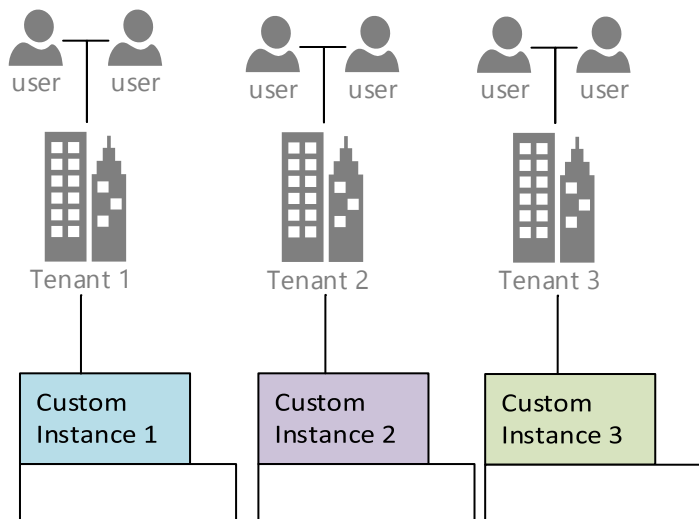 user user user user user user
Tenant 1 Tenant 2 Tenant 3
Custom Custom Custom
Instance 1 Instance 2 Instance 3